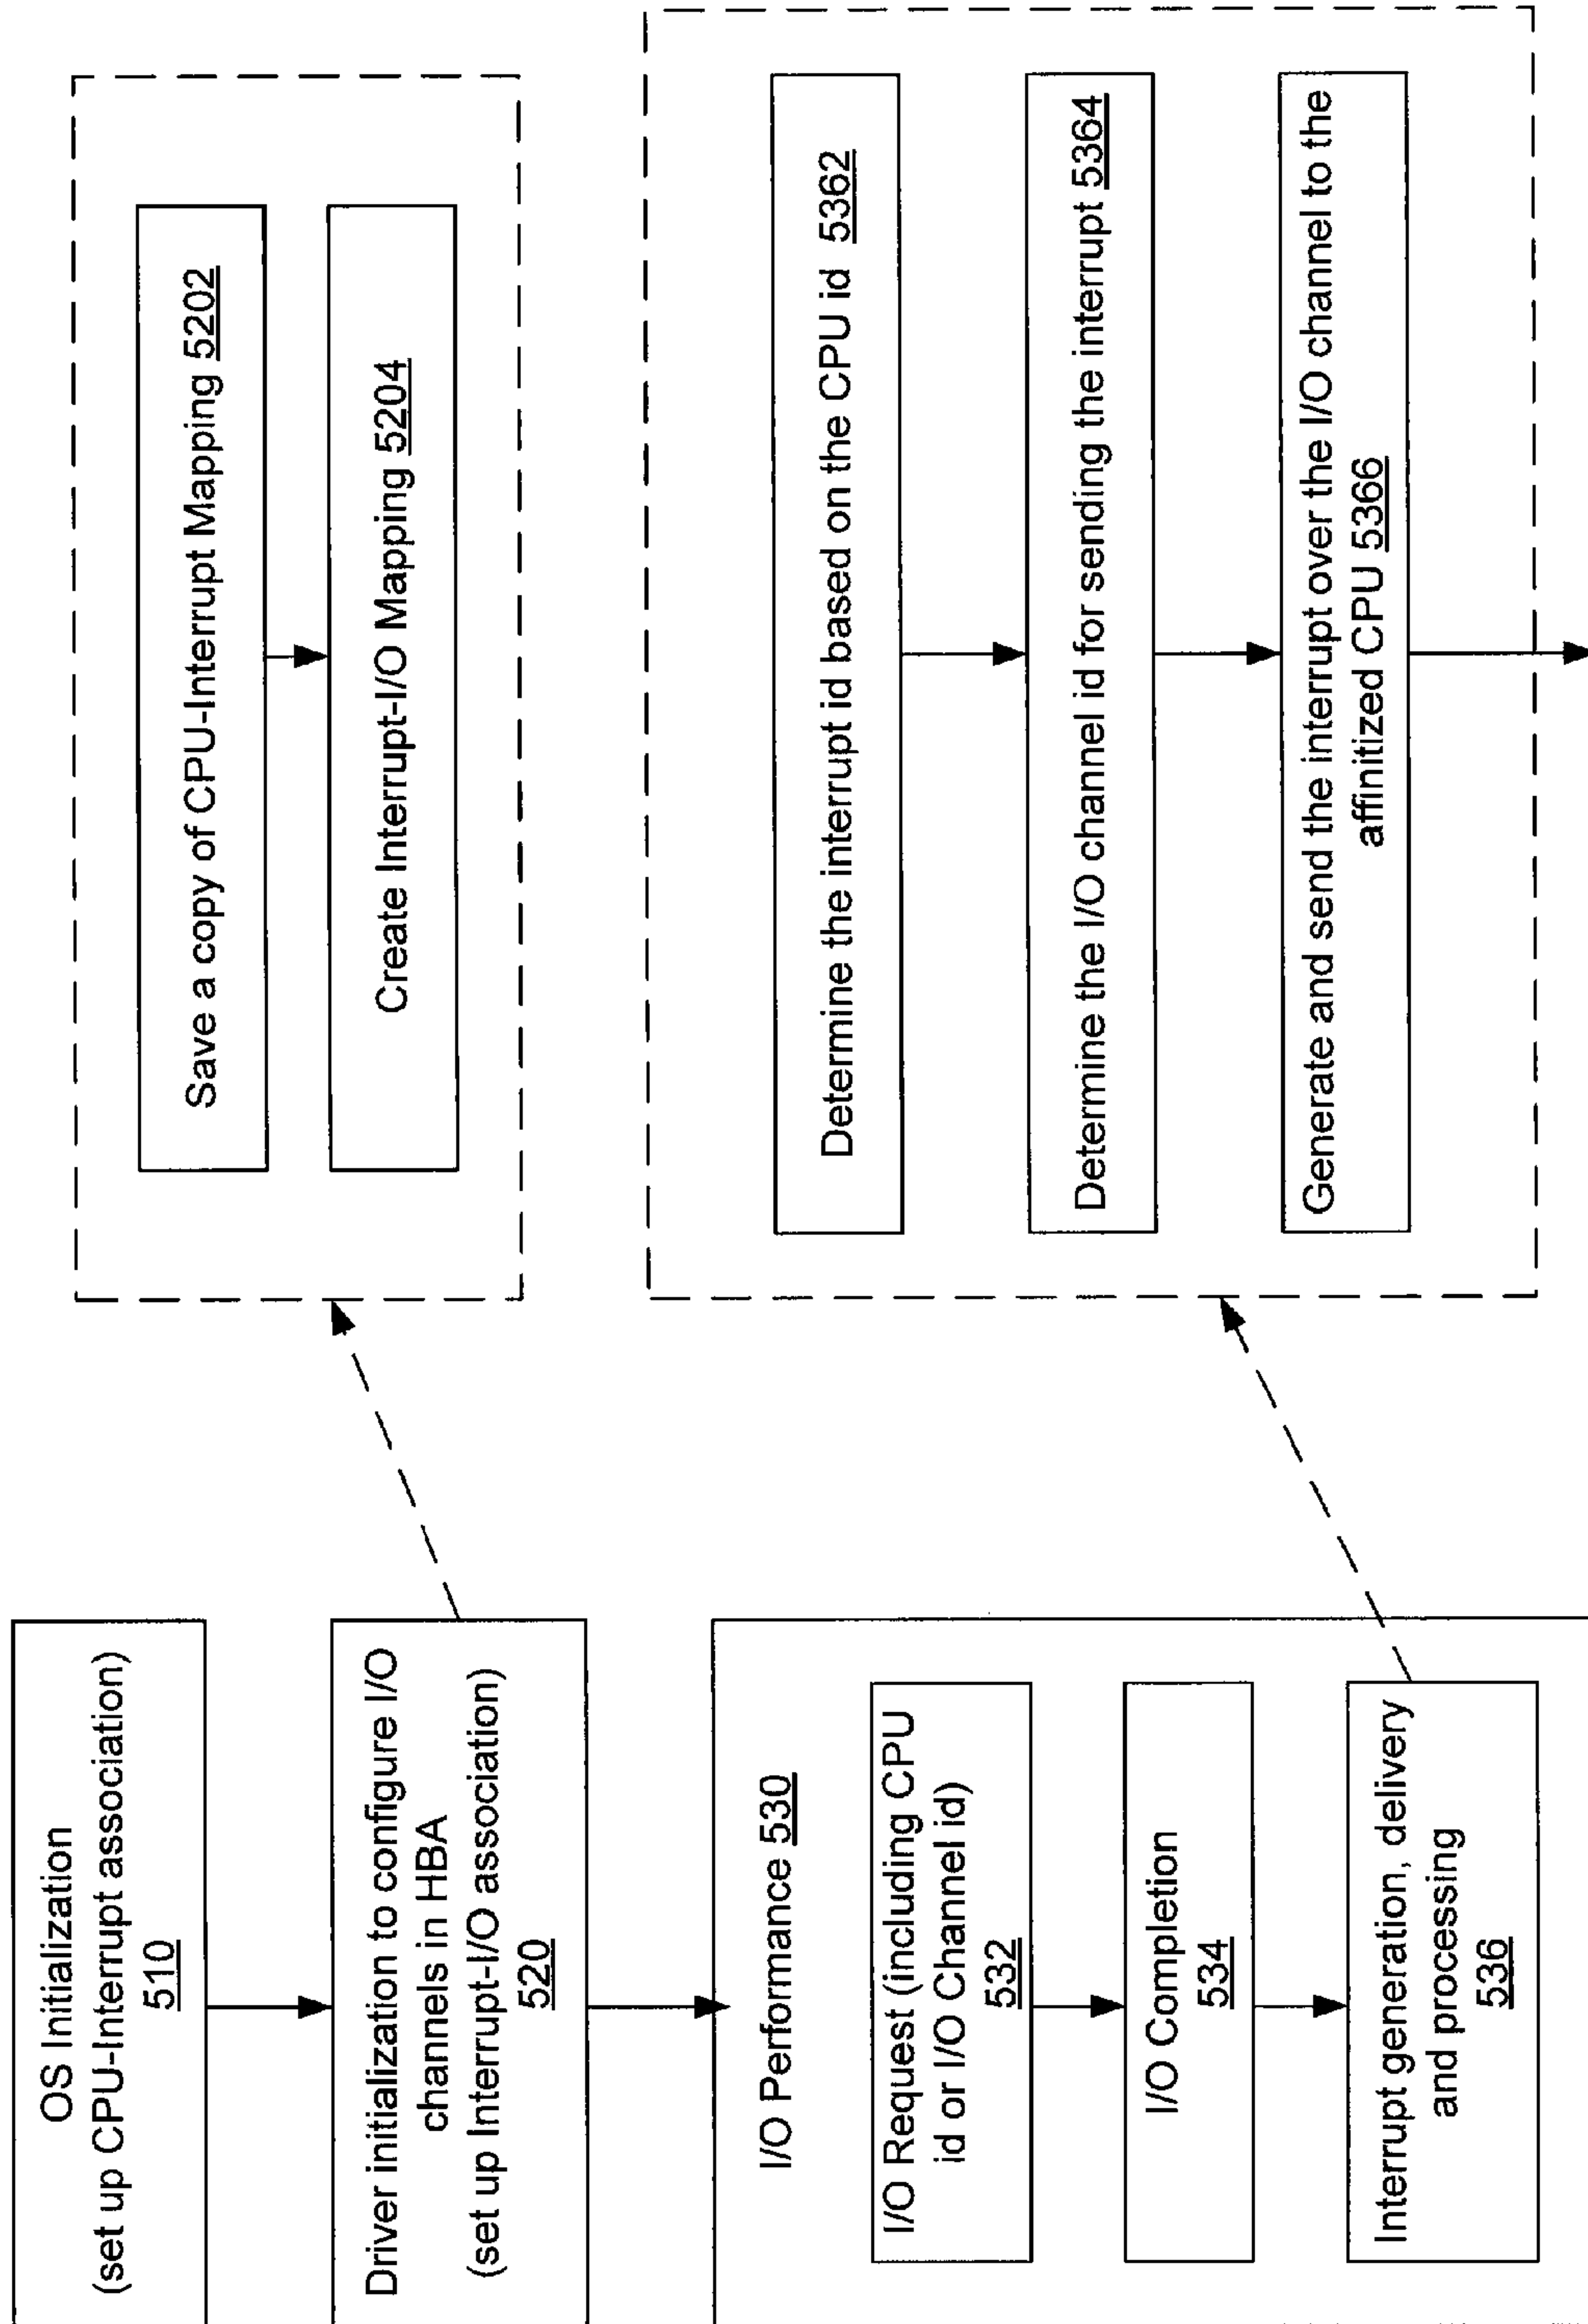 OS Initialization
(set up CPU-Interrupt association)
510
Driver initialization to configure I/O
channels in HBA
(set up Interrupt-I/O association)
520
I/O Performance 530
I/O Request (including CPU
id or I/O Channel id)
532
I/O Completion
534
Interrupt generation, delivery
and processing
536
Save a copy of CPU-Interrupt Mapping 5202
Create Interrupt-I/O Mapping 5204
Determine the interrupt id based on the CPU id 5362
Determine the I/O channel id for sending the interrupt 5364
Generate and send the interrupt over the I/O channel to the
affinitized CPU 5366